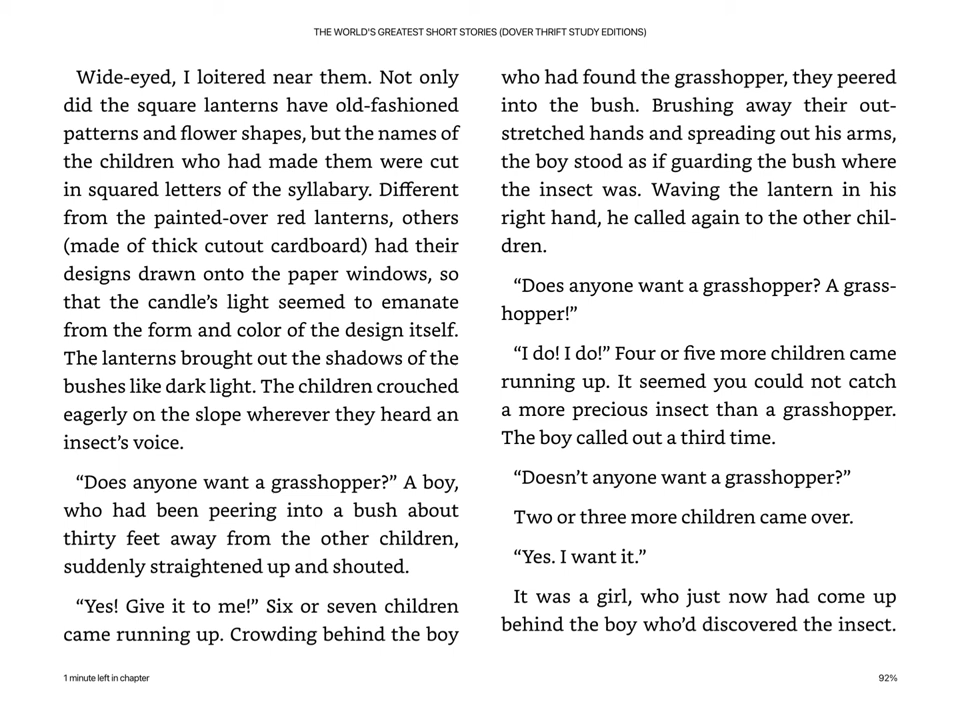 THE WORLD'S GREATEST SHORT STORIES (DOVER THRIFT STUDY EDITIONS)
Wide-eyed, I loitered near them. Not only
did the square lanterns have old-fashioned
patterns and flower shapes, but the names of
the children who had made them were cut
in squared letters of the syllabary. Different
from the painted-over red lanterns, others
(made of thick cutout cardboard) had their
designs drawn onto the paper windows, so
that the candle’s light seemed to emanate
from the form and color of the design itself.
The lanterns brought out the shadows of the
bushes like dark light. The children crouched
eagerly on the slope wherever they heard an
insect’s voice.
“Does anyone want a grasshopper?” A boy,
who had been peering into a bush about
thirty feet away from the other children,
suddenly straightened up and shouted.
“Yes! Give it to me!” Six or seven children
came running up. Crowding behind the boy
who had found the grasshopper, they peered
into the bush. Brushing away their out-
stretched hands and spreading out his arms,
the boy stood as if guarding the bush where
the insect was. Waving the lantern in his
right hand, he called again to the other chil-
dren.
“Does anyone want a grasshopper? A grass-
hopper!”
“I do! I do!” Four or five more children came
running up. It seemed you could not catch
a more precious insect than a grasshopper.
The boy called out a third time.
“Doesn’t anyone want a grasshopper?”
Two or three more children came over.
“Yes. I want it.”
It was a girl, who just now had come up
behind the boy who’d discovered the insect.
1 minute left in chapter
92%